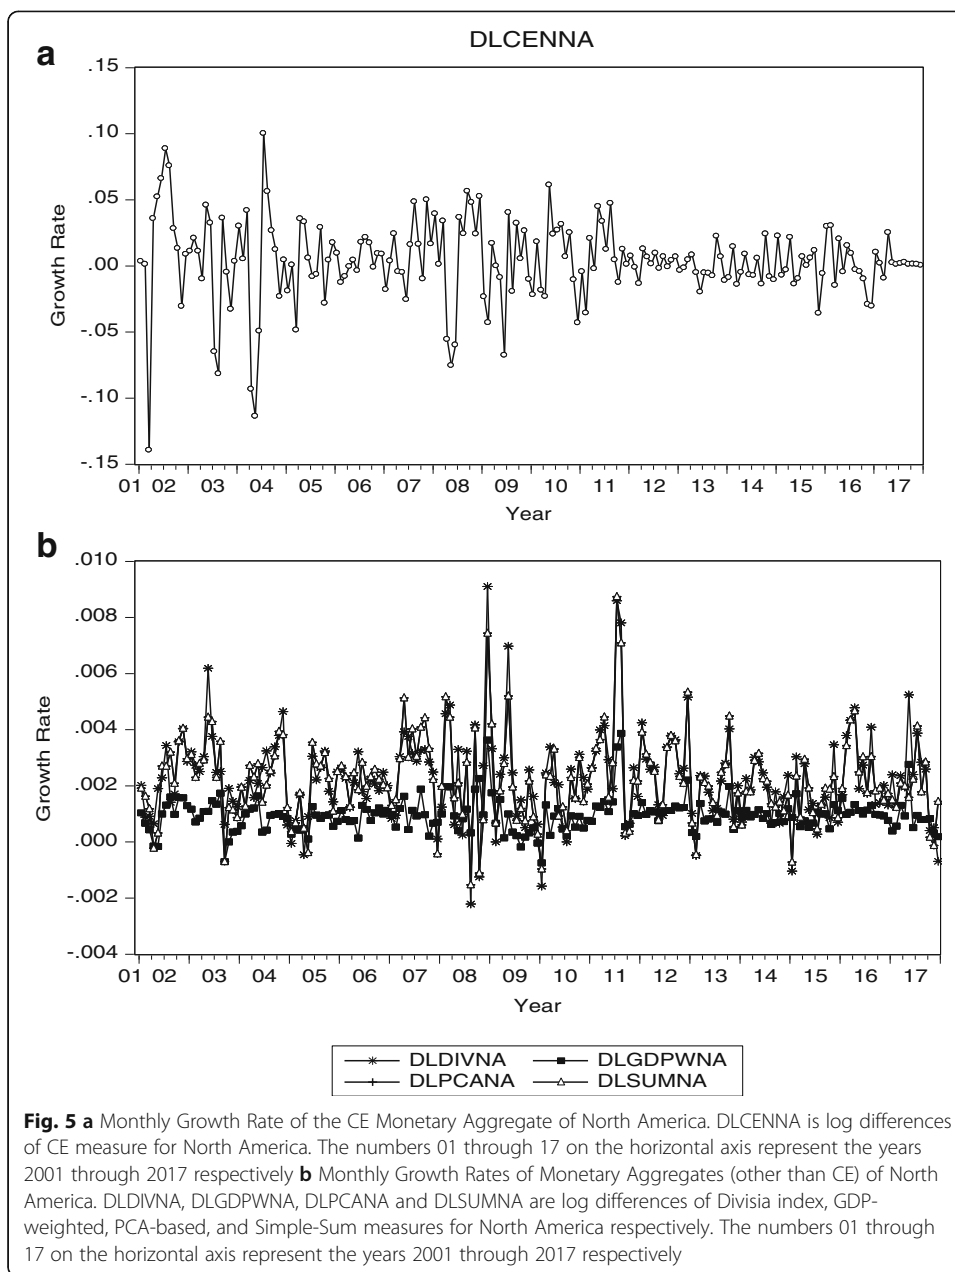 a
DLCENNA
.15
.10
.05
.00
-.05
-.10
-.15
Growth Rate
01 02 03 04 05 06 07 08 09 10 11 12 13 14 15 16 17
Year
b
.010
.008
.006
.004
.002
.000
-.002
-.004
Growth Rate
01 02 03 04 05 06 07 08 09 10 11 12 13 14 15 16 17
Year
DLDIVNA DLGDPWNA
DLPCANA DLSUMNA
Fig. 5 a Monthly Growth Rate of the CE Monetary Aggregate of North America. DLCENNA is log differences
of CE measure for North America. The numbers 01 through 17 on the horizontal axis represent the years
2001 through 2017 respectively b Monthly Growth Rates of Monetary Aggregates (other than CE) of North
America. DLDIVNA, DLGDPWNA, DLPCANA and DLSUMNA are log differences of Divisia index, GDP-
weighted, PCA-based, and Simple-Sum measures for North America respectively. The numbers 01 through
17 on the horizontal axis represent the years 2001 through 2017 respectively